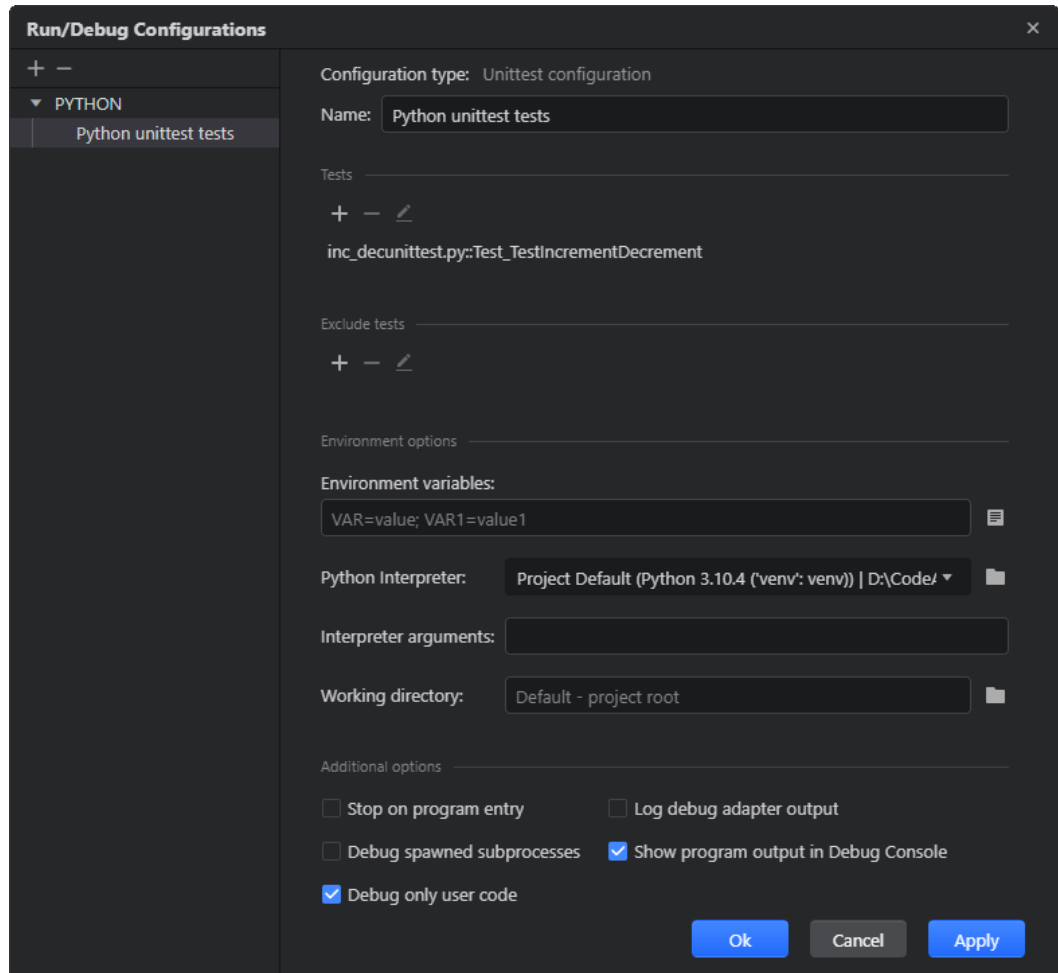 Run/Debug Configurations
Configuration type: Unittest configuration
PYTHON
Python unittest tests
Name: Python unittest tests
Tests
inc_decunittest.py::Test_TestIncrementDecrement
Exclude tests
Environment options
Environment variables:
VAR=value; VAR1=value1
Python Interpreter: Project Default (Python 3.10.4 ('venv': venv)) | D:\Code
Interpreter arguments:
Working directory: Default - project root
Additional options
Stop on program entry Log debug adapter output
Debug spawned subprocesses Show program output in Debug Console
Debug only user code
Ok Cancel Apply